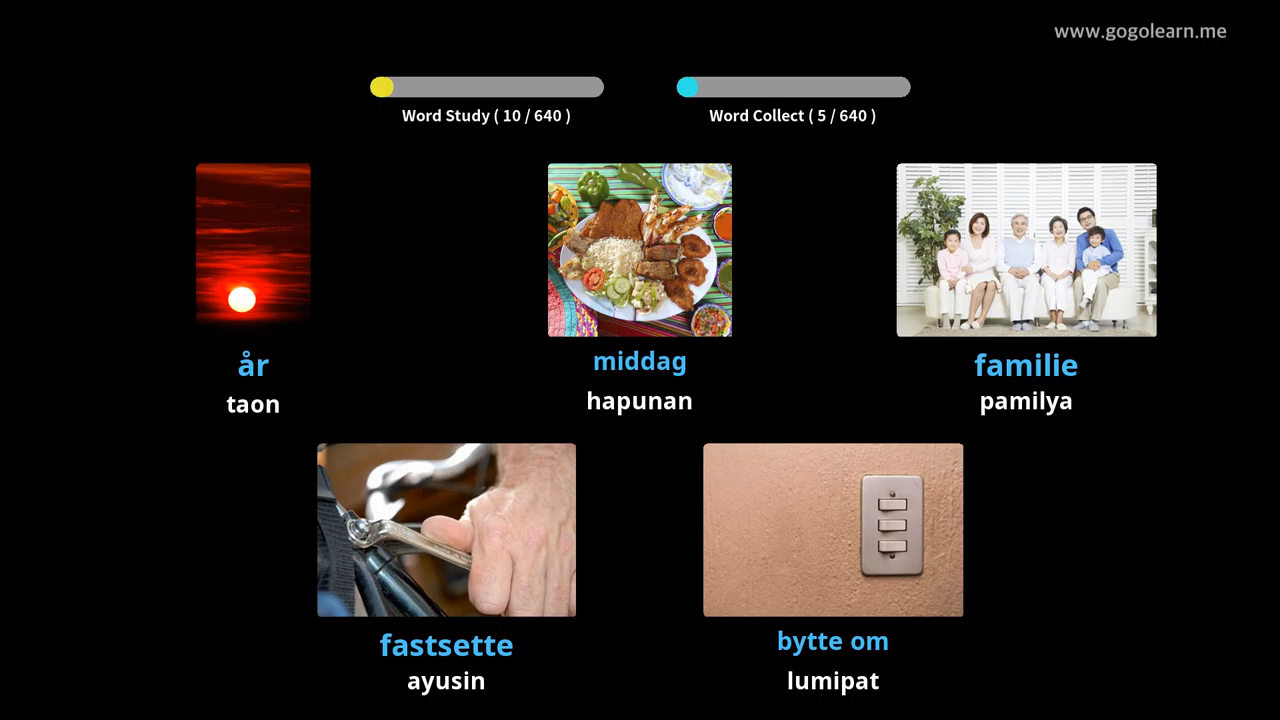 www.gogolearn.me
Word Study ( 10 / 640 )
Word Collect ( 5 / 640 )
år
taon
middag
hapunan
familie
pamilya
fastsette
ayusin
bytte om
lumipat